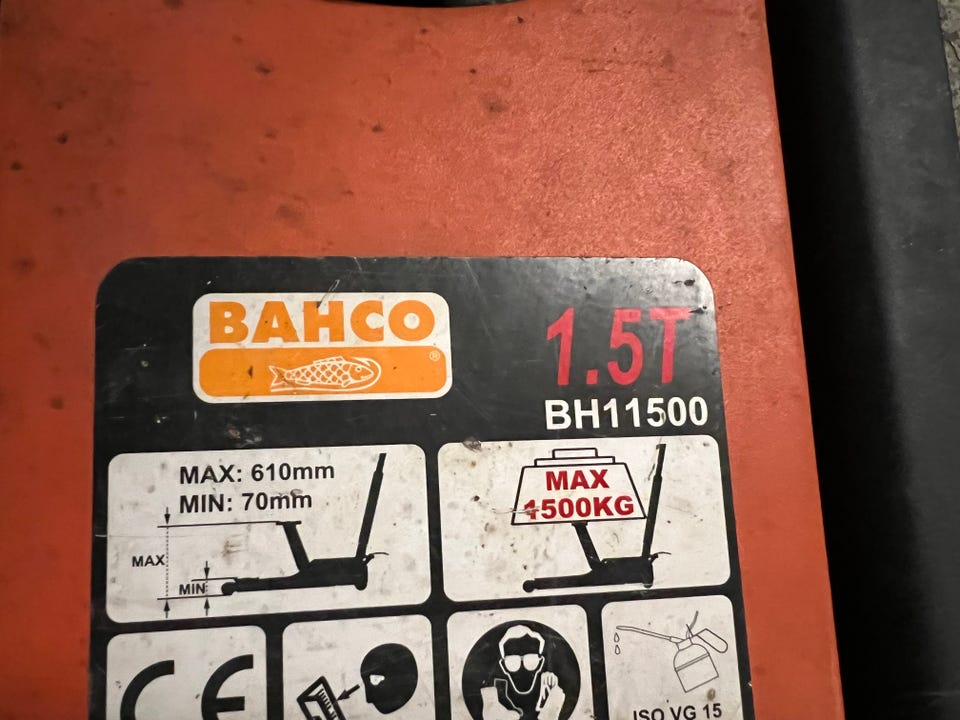 BAHCO
®
1.5T
BH11500
MAX: 610mm
MIN: 70mm
MAX
MIN
MAX
1500KG
CE
ISO VG 15